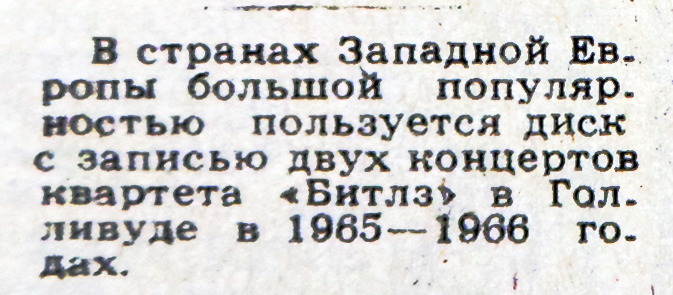 В странах Западной Ев-
ропы большой популяр-
ностью пользуется диск
с записью двух концертов
квартета «Битлз» в Гол-
ливуде в 1965—1966 го-
дах.